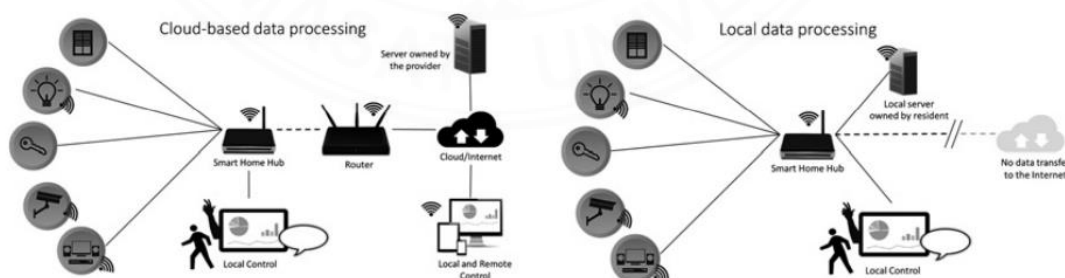 Cloud-based data processing
Server owned by
the provider
Smart Home Hub
Router
Cloud/Internet
Local Control
Local and Remote
Control
Local data processing
Local server
owned by resident
Smart Home Hub
No data transfer
to the Internet
Local Control